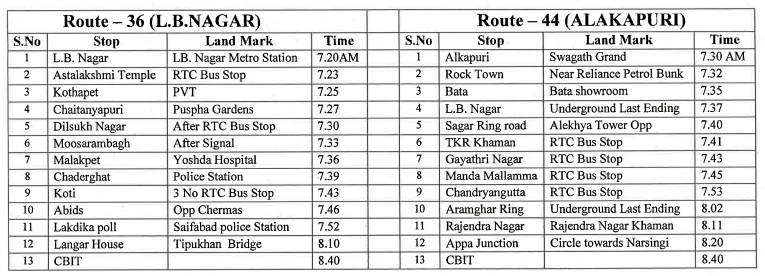 Route – 36 (L.B.NAGAR) Route – 44 (ALAKAPURI)
S.No Stop Land Mark Time S.No Stop Land Mark Time
1 L.B. Nagar LB. Nagar Metro Station 7.20AM 1 Alkapuri Swagath Grand 7.30 AM
2 Astalakshmi Temple RTC Bus Stop 7.23 2 Rock Town Near Reliance Petrol Bunk 7.32
3 Kothapet PVT 7.25 3 Bata Bata showroom 7.35
4 Chaitanyapuri Puspha Gardens 7.27 4 L.B. Nagar Underground Last Ending 7.37
5 Dilsukh Nagar After RTC Bus Stop 7.30 5 Sagar Ring road Alekhya Tower Opp 7.40
6 Moosarambagh After Signal 7.33 6 TKR Khaman RTC Bus Stop 7.41
7 Malakpet Yoshda Hospital 7.36 7 Gayathri Nagar RTC Bus Stop 7.43
8 Chaderghat Police Station 7.39 8 Manda Mallamma RTC Bus Stop 7.45
9 Koti 3 No RTC Bus Stop 7.43 9 Chandryangutta RTC Bus Stop 7.53
10 Abids Opp Chermas 7.46 10 Aramghar Ring Underground Last Ending 8.02
11 Lakdika poll Saifabad police Station 7.52 11 Rajendra Nagar Rajendra Nagar Khaman 8.11
12 Langar House Tipukhan Bridge 8.10 12 Appa Junction Circle towards Narsingi 8.20
13 CBIT 8.40 13 CBIT 8.40